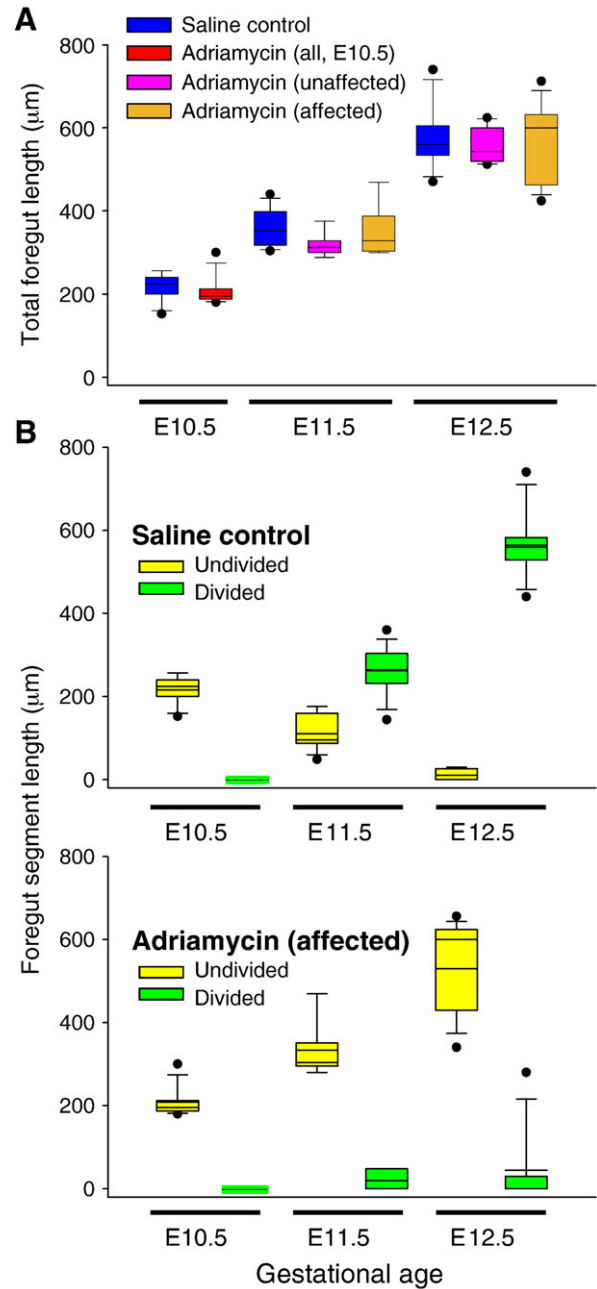 A
Saline control
Adriamycin (all, E10.5)
Adriamycin (unaffected)
Adriamycin (affected)
Total foregut length (μm)
800
600
400
200
0
E10.5
E11.5
E12.5
B
Saline control
Undivided
Divided
800
600
400
200
0
E10.5
E11.5
E12.5
Foregut segment length (μm)
Adriamycin (affected)
Undivided
Divided
800
600
400
200
0
E10.5
E11.5
E12.5
Gestational age